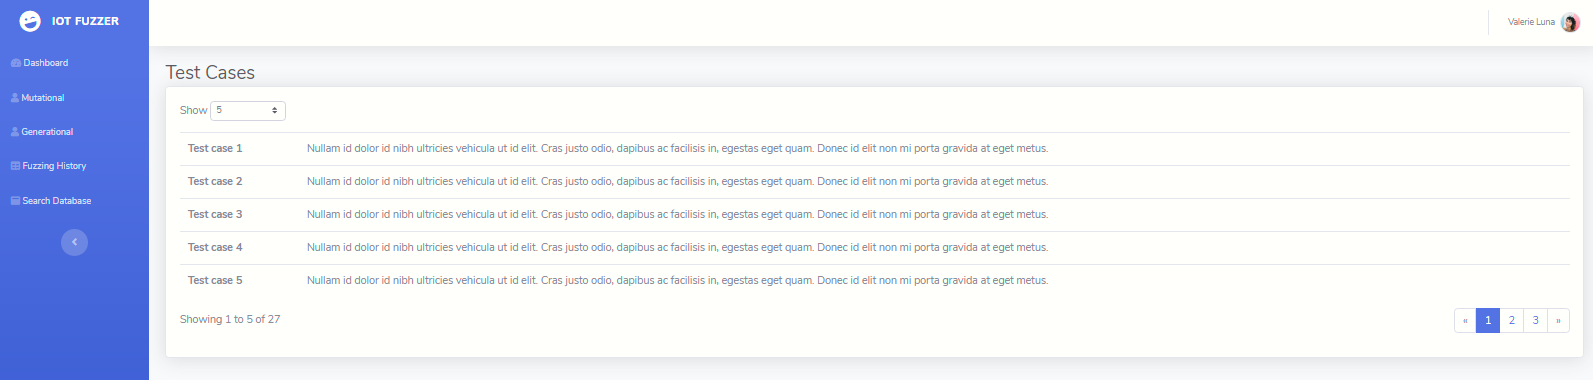 IOT FUZZER
Valerie Luna
Dashboard
Mutational
Generational
Fuzzing History
Search Database
Test Cases
Show 5
Test case 1 Nullam id dolor id nibh ultricies vehicula ut id elit. Cras justo odio, dapibus ac facilisis in, egestas eget quam. Donec id elit non mi porta gravida at eget metus.
Test case 2 Nullam id dolor id nibh ultricies vehicula ut id elit. Cras justo odio, dapibus ac facilisis in, egestas eget quam. Donec id elit non mi porta gravida at eget metus.
Test case 3 Nullam id dolor id nibh ultricies vehicula ut id elit. Cras justo odio, dapibus ac facilisis in, egestas eget quam. Donec id elit non mi porta gravida at eget metus.
Test case 4 Nullam id dolor id nibh ultricies vehicula ut id elit. Cras justo odio, dapibus ac facilisis in, egestas eget quam. Donec id elit non mi porta gravida at eget metus.
Test case 5 Nullam id dolor id nibh ultricies vehicula ut id elit. Cras justo odio, dapibus ac facilisis in, egestas eget quam. Donec id elit non mi porta gravida at eget metus.
Showing 1 to 5 of 27
« 1 2 3 »